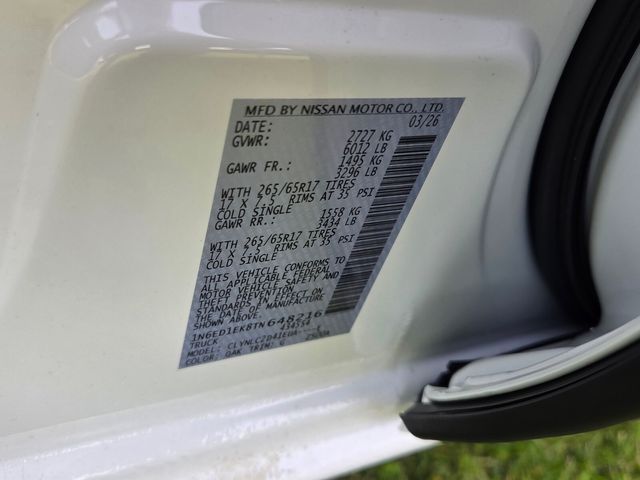 MFD BY NISSAN MOTOR CO., LTD.
DATE: 03/26
GVWR: 2727 KG
6012 LB
GAWR FR.: 1495 KG
3296 LB
WITH 265/65R17 TIRES
17 X 7.5 RIMS AT 35 PSI
COLD SINGLE
GAWR RR.: 1558 KG
3434 LB
WITH 265/65R17 TIRES
17 X 7.5 RIMS AT 35 PSI
COLD SINGLE
THIS VEHICLE CONFORMS TO
ALL APPLICABLE FEDERAL
MOTOR VEHICLE SAFETY AND
THEFT PREVENTION
STANDARDS IN EFFECT ON
THE DATE OF MANUFACTURE
SHOWN ABOVE.
1N6ED1EK8TN648216
TRUCK
MODEL:
COLOR: QAK TRIM: G